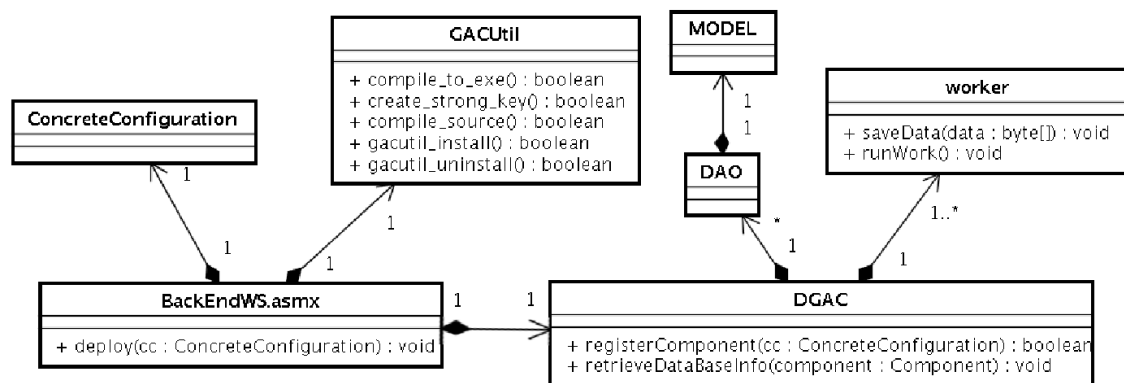 GACUtil
+ compile_to_exe() : boolean
+ create_strong_key() : boolean
+ compile_source() : boolean
+ gacutil_install() : boolean
+ gacutil_uninstall() : boolean
MODEL
worker
+ saveData(data : byte[]) : void
+ runWork() : void
ConcreteConfiguration
DAO
1
1
1
1
1
1
1
*
1
1..*
1
BackEndWS.asmx
+ deploy(cc : ConcreteConfiguration) : void
1
1
DGAC
+ registerComponent(cc : ConcreteConfiguration) : boolean
+ retrieveDataBaseInfo(component : Component) : void